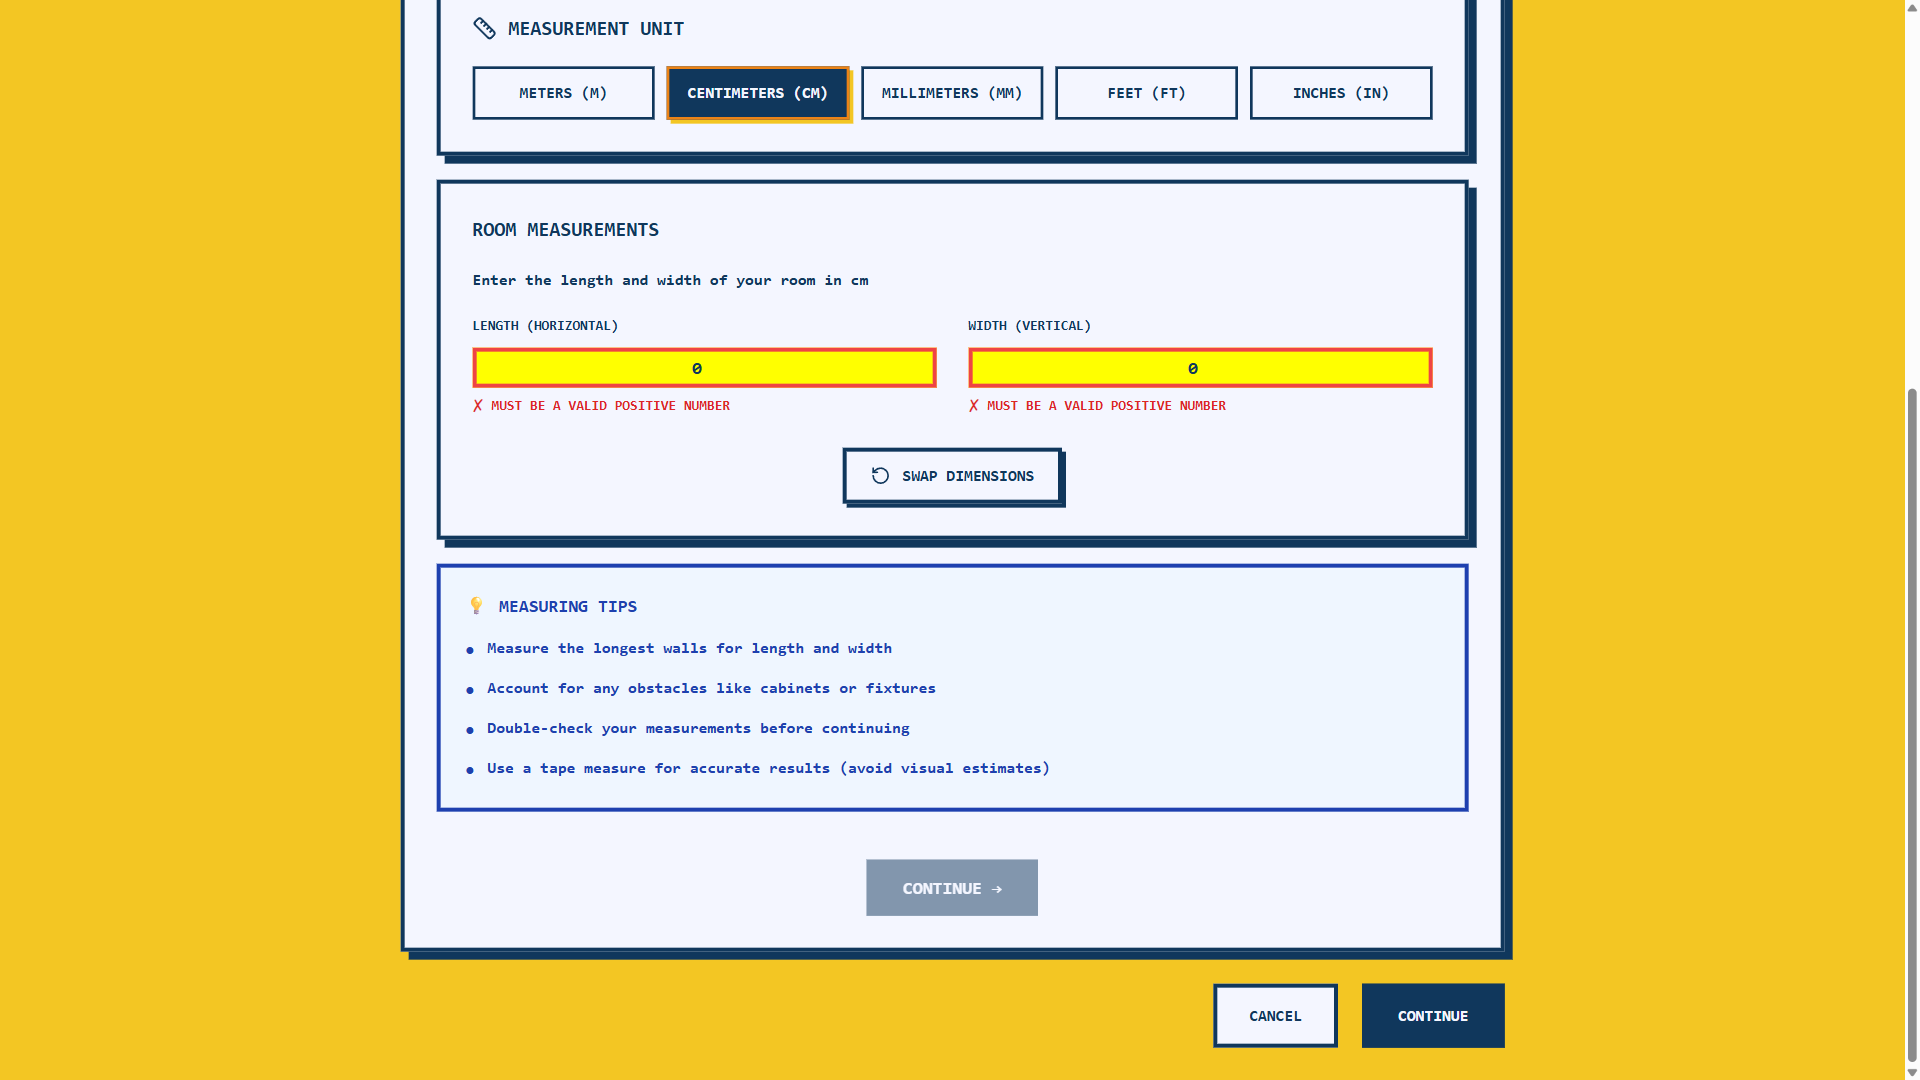 MEASUREMENT UNIT
METERS (M) CENTIMETERS (CM) MILLIMETERS (MM) FEET (FT) INCHES (IN)
ROOM MEASUREMENTS
Enter the length and width of your room in cm
LENGTH (HORIZONTAL) WIDTH (VERTICAL)
0 0
✗ MUST BE A VALID POSITIVE NUMBER ✗ MUST BE A VALID POSITIVE NUMBER
SWAP DIMENSIONS
💡 MEASURING TIPS
● Measure the longest walls for length and width
● Account for any obstacles like cabinets or fixtures
● Double-check your measurements before continuing
● Use a tape measure for accurate results (avoid visual estimates)
CONTINUE →
CANCEL CONTINUE